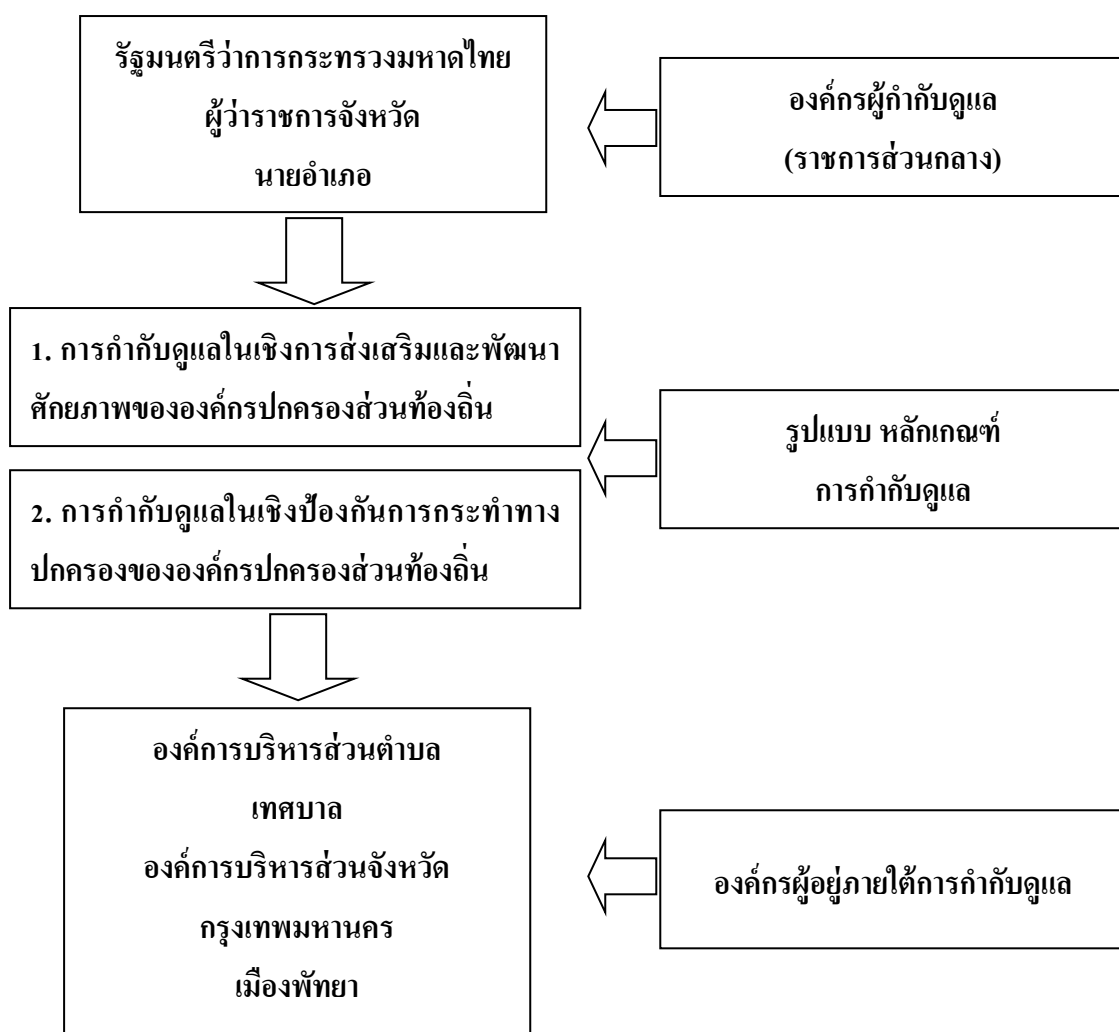 รัฐมนตรีว่าการกระทรวงมหาดไทย
ผู้ว่าราชการจังหวัด
นายอำเภอ
องค์กรผู้กำกับดูแล
(ราชการส่วนกลาง)
1. การกำกับดูแลในเชิงการส่งเสริมและพัฒนา
ศักยภาพขององค์กรปกครองส่วนท้องถิ่น
รูปแบบ หลักเกณฑ์
การกำกับดูแล
2. การกำกับดูแลในเชิงป้องกันการกระทำทาง
ปกครองขององค์กรปกครองส่วนท้องถิ่น
องค์การบริหารส่วนตำบล
เทศบาล
องค์การบริหารส่วนจังหวัด
กรุงเทพมหานคร
เมืองพัทยา
องค์กรผู้อยู่ภายใต้การกำกับดูแล